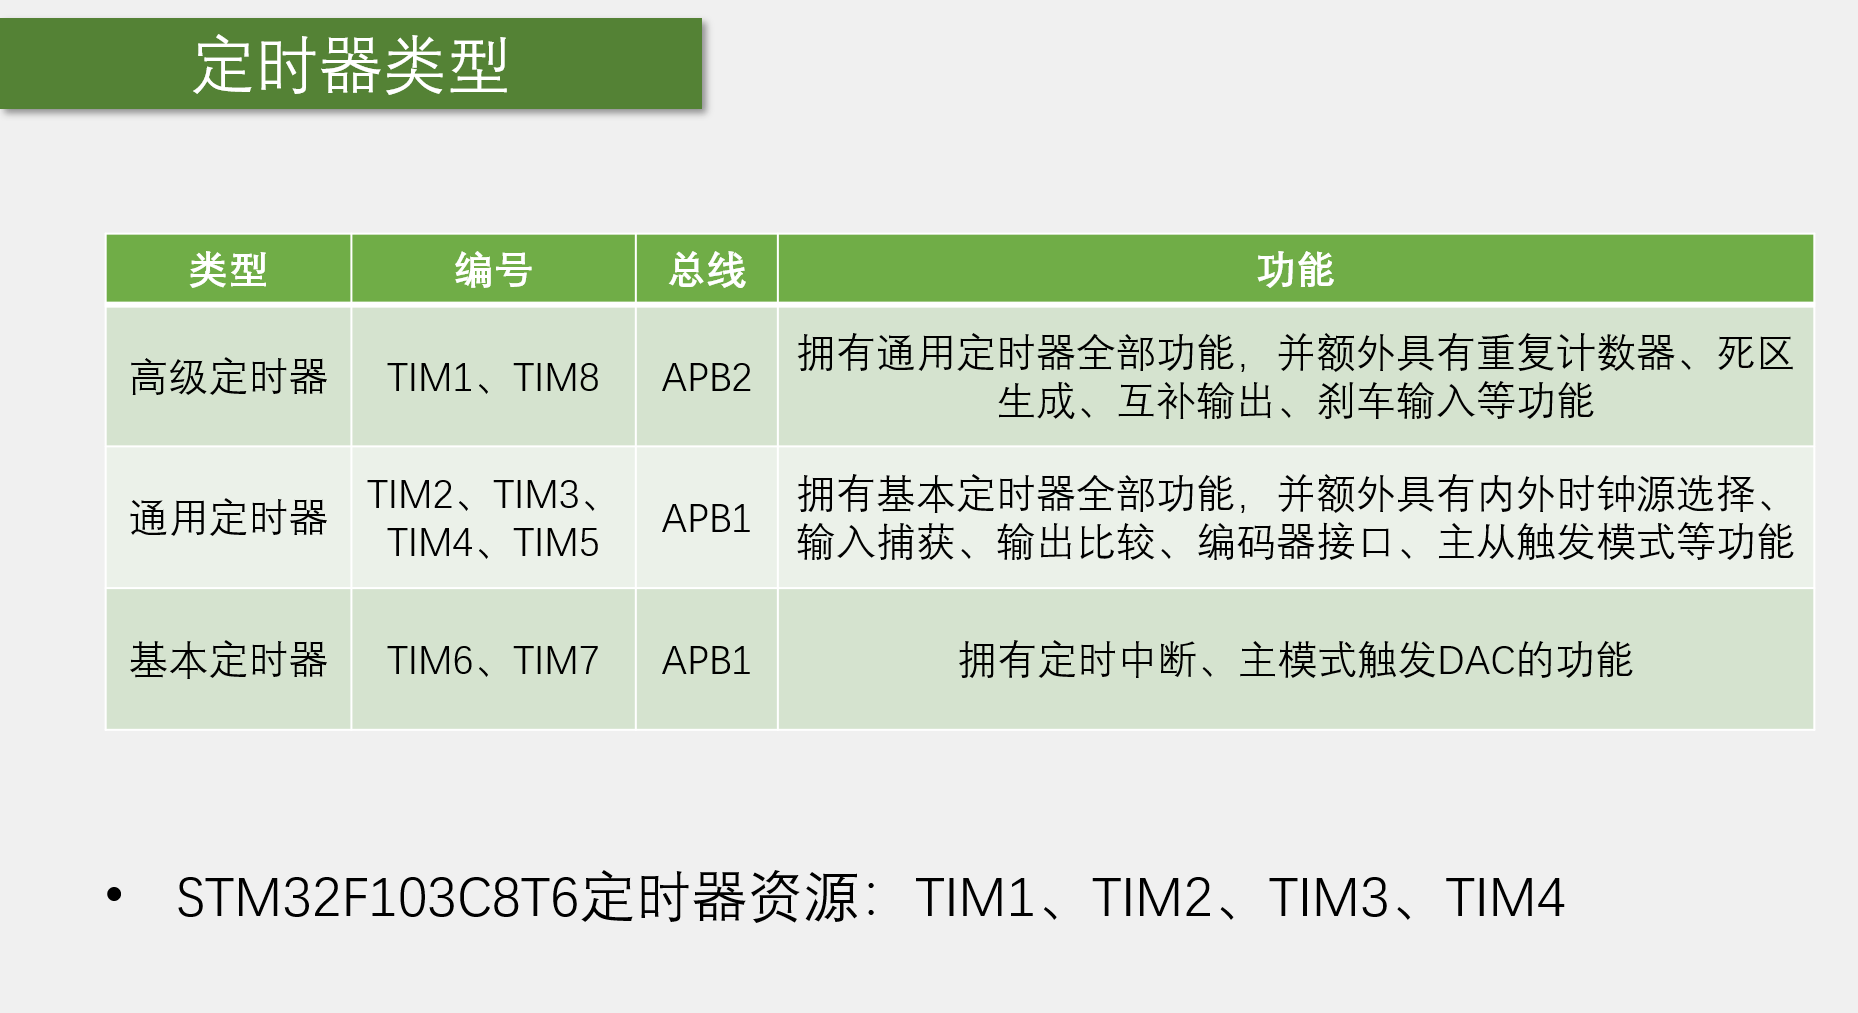 定时器类型
类型 编号 总线 功能
高级定时器 TIM1、TIM8 APB2 拥有通用定时器全部功能，并额外具有重复计数器、死区
生成、互补输出、刹车输入等功能
通用定时器 TIM2、TIM3、
TIM4、TIM5 APB1 拥有基本定时器全部功能，并额外具有内外时钟源选择、
输入捕获、输出比较、编码器接口、主从触发模式等功能
基本定时器 TIM6、TIM7 APB1 拥有定时中断、主模式触发DAC的功能
• STM32F103C8T6定时器资源：TIM1、TIM2、TIM3、TIM4